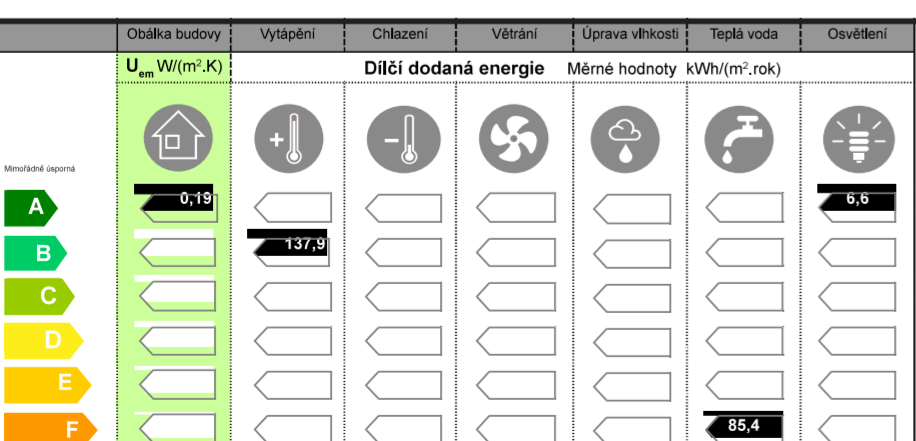 Obálka budovy Vytápění Chlazení Větrání Úprava vlhkosti Teplá voda Osvětlení
Uem W/(m².K) Dílčí dodaná energie Měrné hodnoty kWh/(m².rok)
+ −
Mimořádně úsporná
A 0,19 6,6
B 137,9
C
D
E
F 85,4